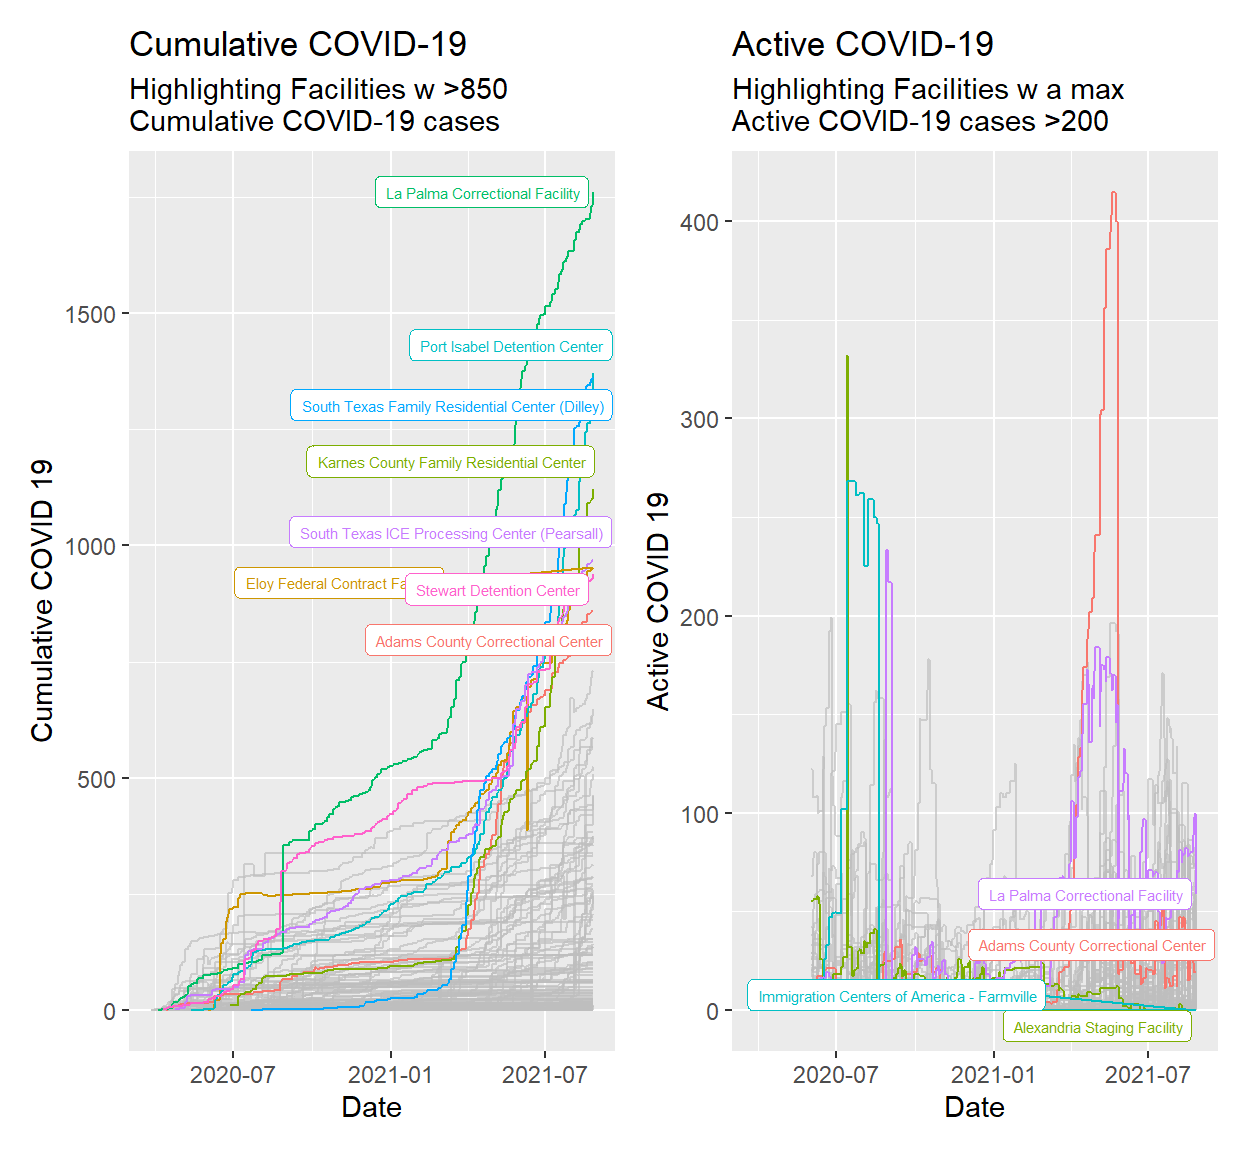 Cumulative COVID-19
Highlighting Facilities w >850
Cumulative COVID-19 cases
La Palma Correctional Facility
Port Isabel Detention Center
South Texas Family Residential Center (Dilley)
Karnes County Family Residential Center
South Texas ICE Processing Center (Pearsall)
Eloy Federal Contract Fa
Stewart Detention Center
Adams County Correctional Center
1500
1000
500
0
Cumulative COVID 19
2020-07
2021-01
2021-07
Date
Active COVID-19
Highlighting Facilities w a max
Active COVID-19 cases >200
400
300
200
100
0
Active COVID 19
La Palma Correctional Facility
Adams County Correctional Center
Immigration Centers of America - Farmville
Alexandria Staging Facility
2020-07
2021-01
2021-07
Date